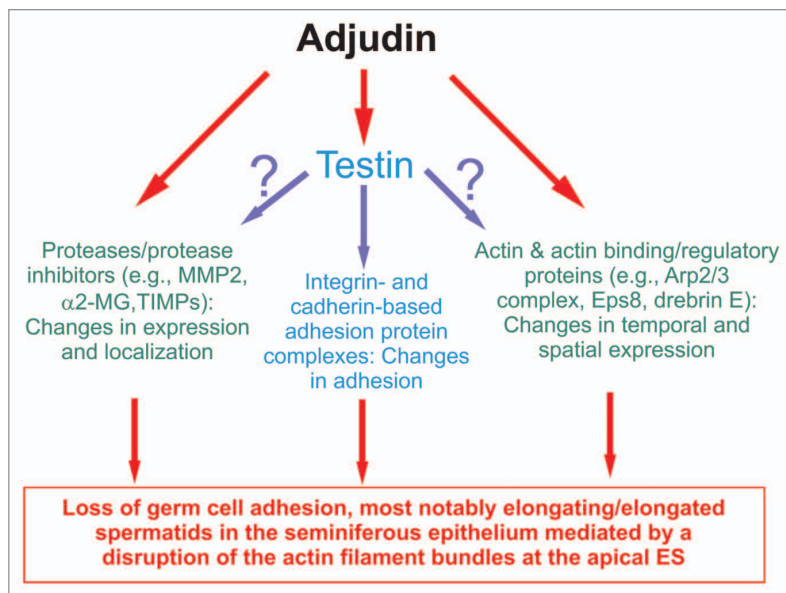 Adjudin
Testin
?
?
Proteases/protease
inhibitors (e.g., MMP2,
α2-MG,TIMPs):
Changes in expression
and localization
Integrin- and
cadherin-based
adhesion protein
complexes: Changes
in adhesion
Actin & actin binding/regulatory
proteins (e.g., Arp2/3
complex, Eps8, drebrin E):
Changes in temporal and
spatial expression
Loss of germ cell adhesion, most notably elongating/elongated
spermatids in the seminiferous epithelium mediated by a
disruption of the actin filament bundles at the apical ES